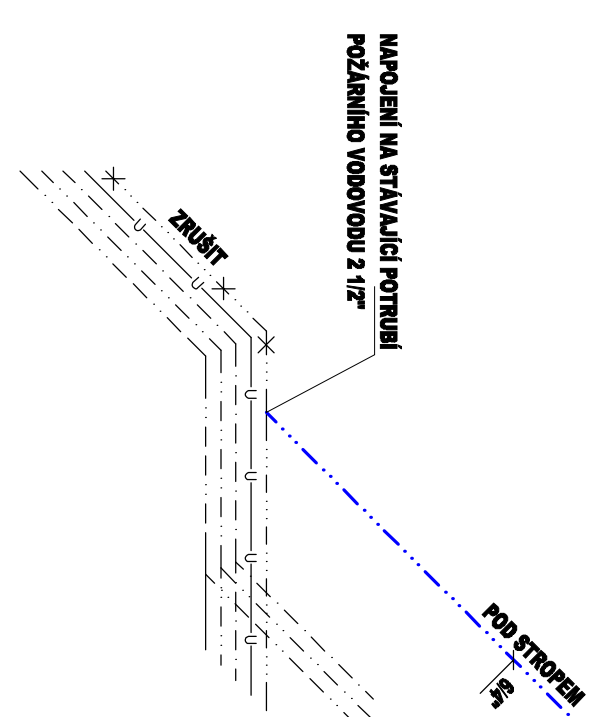 NAPOJENÍ NA STÁVAJÍCÍ POTRUBÍ
POŽÁRNÍHO VODOVODU 2 1/2"
ZRUŠIT
POD STROPEM
6/4"